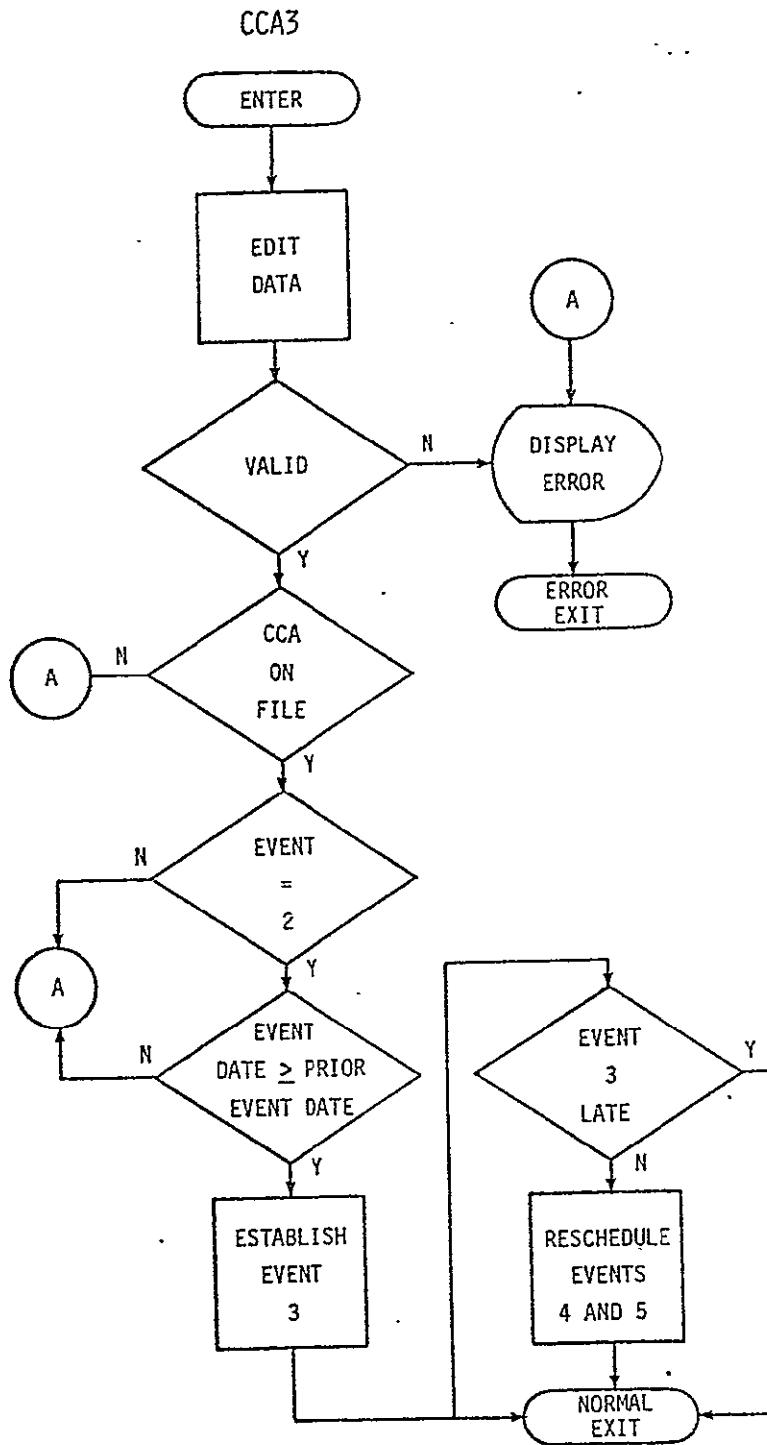 CCA3
ENTER
EDIT
DATA
A
VALID
N
DISPLAY
ERROR
Y
ERROR
EXIT
A
N
CCA
ON
FILE
Y
N
EVENT
=
2
Y
A
N
EVENT
DATE ≥ PRIOR
EVENT DATE
Y
EVENT
3
LATE
Y
N
ESTABLISH
EVENT
3
RESCHEDULE
EVENTS
4 AND 5
NORMAL
EXIT